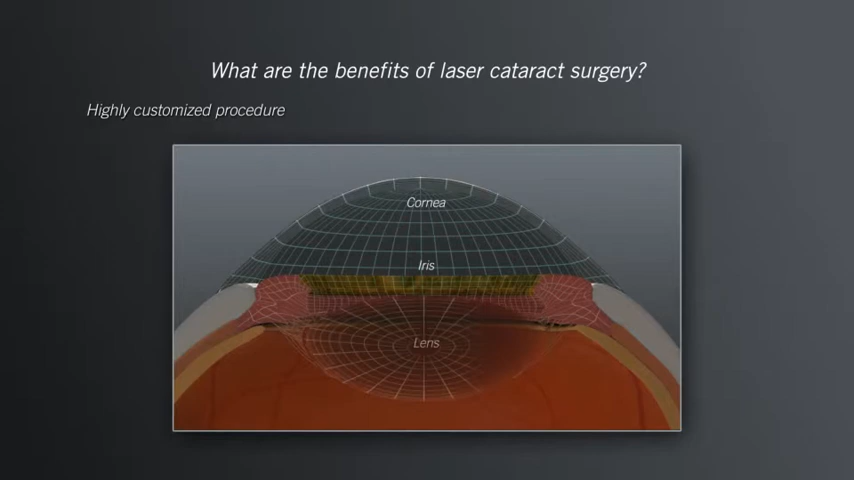 What are the benefits of laser cataract surgery?
Highly customized procedure
Cornea
Iris
Lens